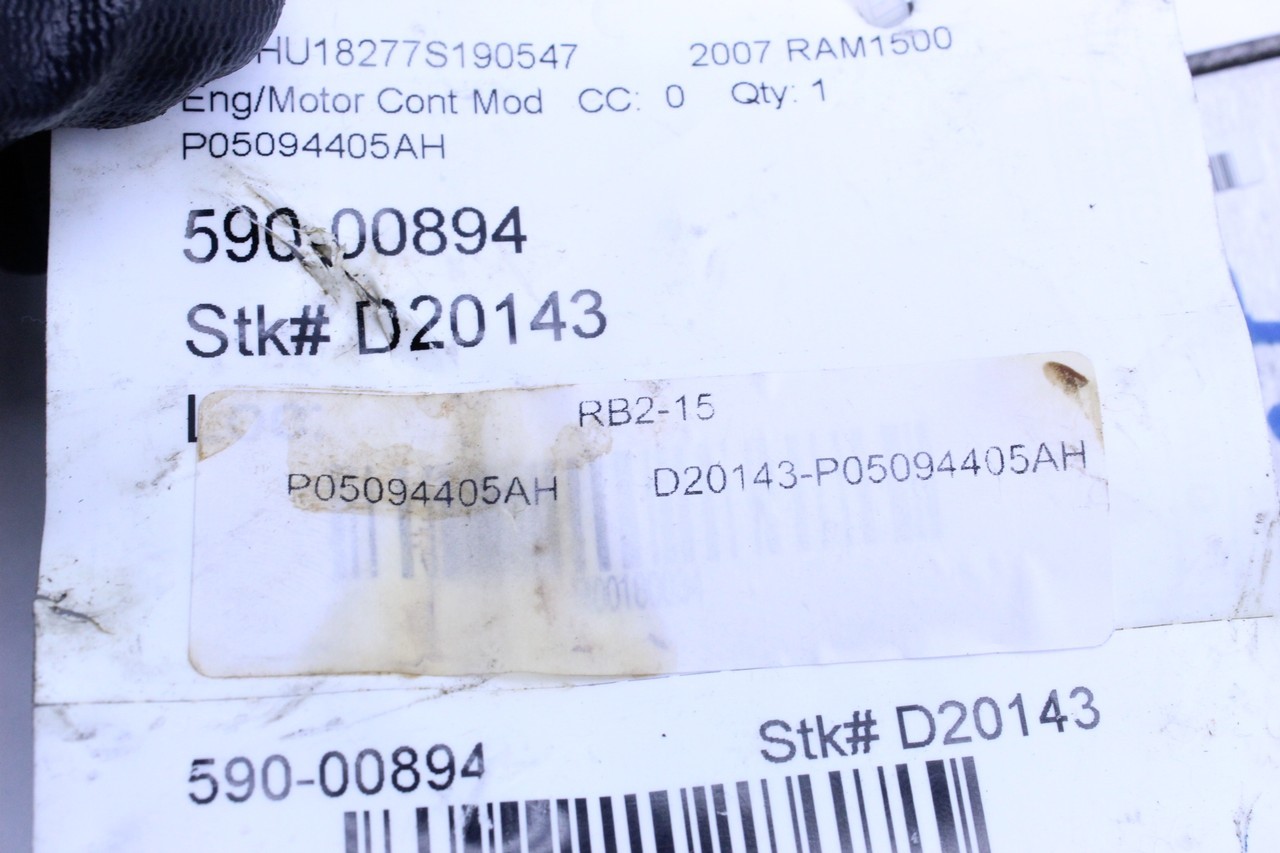 HU18277S190547 2007 RAM1500
Eng/Motor Cont Mod CC: 0 Qty: 1
P05094405AH
590-00894
Stk# D20143
RB2-15
P05094405AH D20143-P05094405AH
590-00894 Stk# D20143